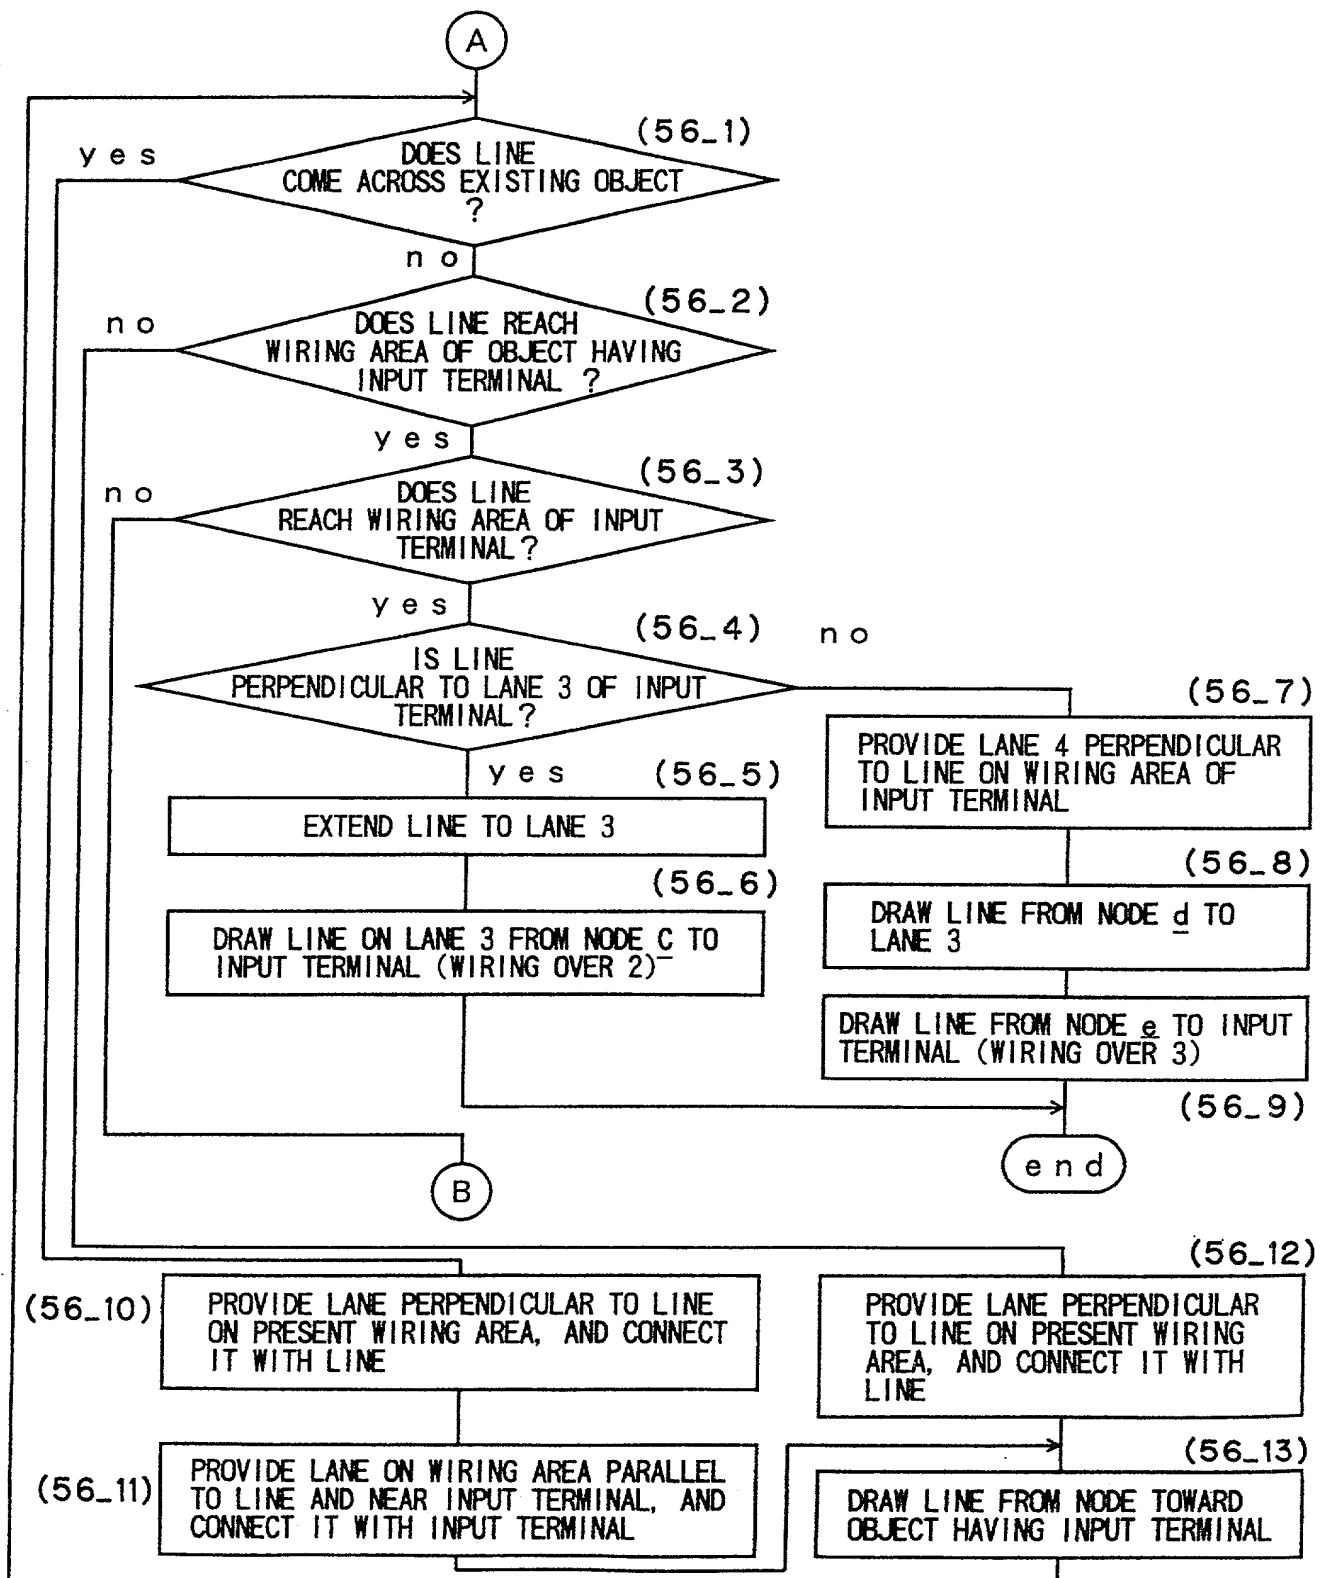 A
(56_1)
yes
DOES LINE
COME ACROSS EXISTING OBJECT
?
no
(56_2)
no
DOES LINE REACH
WIRING AREA OF OBJECT HAVING
INPUT TERMINAL ?
yes
(56_3)
no
DOES LINE
REACH WIRING AREA OF INPUT
TERMINAL?
yes
(56_4)
no
IS LINE
PERPENDICULAR TO LANE 3 OF INPUT
TERMINAL?
yes
(56_5)
EXTEND LINE TO LANE 3
(56_6)
DRAW LINE ON LANE 3 FROM NODE C TO
INPUT TERMINAL (WIRING OVER 2)
(56_7)
PROVIDE LANE 4 PERPENDICULAR
TO LINE ON WIRING AREA OF
INPUT TERMINAL
(56_8)
DRAW LINE FROM NODE d TO
LANE 3
DRAW LINE FROM NODE e TO INPUT
TERMINAL (WIRING OVER 3)
(56_9)
end
B
(56_10)
PROVIDE LANE PERPENDICULAR TO LINE
ON PRESENT WIRING AREA, AND CONNECT
IT WITH LINE
(56_11)
PROVIDE LANE ON WIRING AREA PARALLEL
TO LINE AND NEAR INPUT TERMINAL, AND
CONNECT IT WITH INPUT TERMINAL
(56_12)
PROVIDE LANE PERPENDICULAR
TO LINE ON PRESENT WIRING
AREA, AND CONNECT IT WITH
LINE
(56_13)
DRAW LINE FROM NODE TOWARD
OBJECT HAVING INPUT TERMINAL